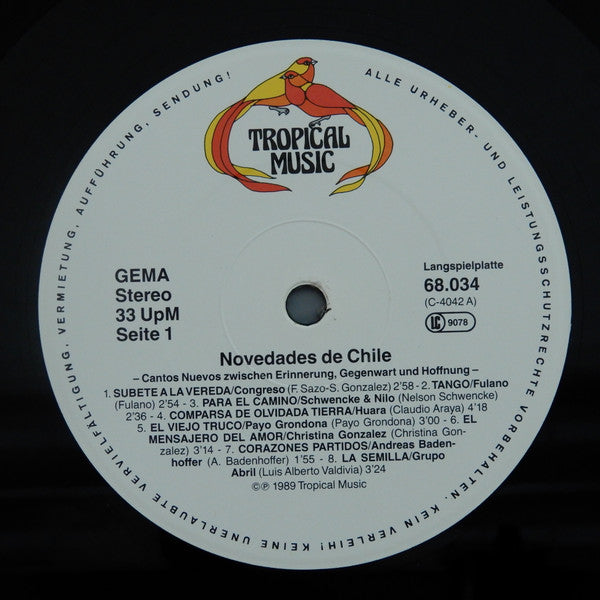 ALLE URHEBER- UND LEISTUNGSSCHUTZRECHTE VORBEHALTEN. KEIN VERLEIH! KEINE UNERLAUBTE VERVIELFÄLTIGUNG, VERMIETUNG, AUFFÜHRUNG, SENDUNG!
TROPICAL
MUSIC
GEMA
Stereo
33 UpM
Seite 1
Langspielplatte
68.034
(C-4042 A)
LC 9078
Novedades de Chile
– Cantos Nuevos zwischen Erinnerung, Gegenwart und Hoffnung –
1. SUBETE A LA VEREDA/Congreso (F. Sazo-S. Gonzalez) 2'58 - 2. TANGO/Fulano
(Fulano) 2'54 - 3. PARA EL CAMINO/Schwencke & Nilo (Nelson Schwencke)
2'36 - 4. COMPARSA DE OLVIDADA TIERRA/Huara (Claudio Araya) 4'18
5. EL VIEJO TRUCO/Payo Grondona (Payo Grondona) 3'00 - 6. EL
MENSAJERO DEL AMOR/Christina Gonzalez (Christina Gon-
zalez) 3'14 - 7. CORAZONES PARTIDOS/Andreas Baden-
hoffer (A. Badenhoffer) 1'55 - 8. LA SEMILLA/Grupo
Abril (Luis Alberto Valdivia) 3'24
©℗ 1989 Tropical Music